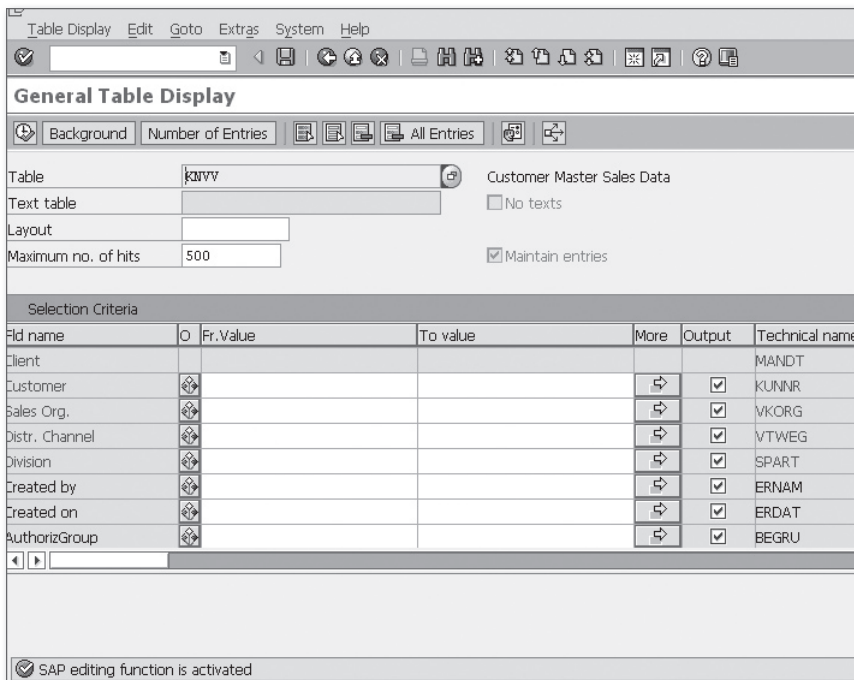 Table Display Edit Goto Extras System Help
General Table Display
Background Number of Entries All Entries
Table KNVV Customer Master Sales Data
Text table No texts
Layout
Maximum no. of hits 500 Maintain entries
Selection Criteria
Fld name O Fr.Value To value More Output Technical name
Client MANDT
Customer KUNNR
Sales Org. VKORG
Distr. Channel VTWEG
Division SPART
Created by ERNAM
Created on ERDAT
AuthorizGroup BEGRU
SAP editing function is activated